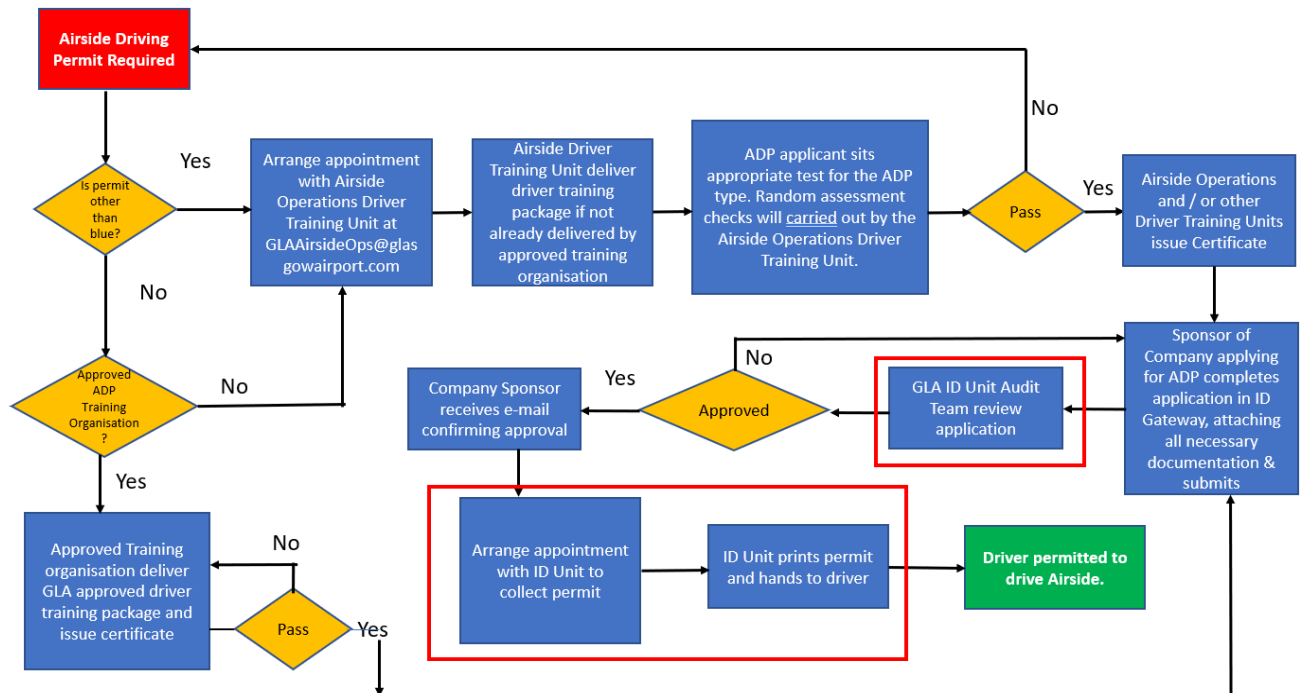 Airside Driving
Permit Required
No
Yes
Is permit
other
than
blue?
Arrange appointment
with Airside
Operations Driver
Training Unit at
GLAAirsideOps@glas
gowairport.com
Airside Driver
Training Unit deliver
driver training
package if not
already delivered by
approved training
organisation
ADP applicant sits
appropriate test for the ADP
type. Random assessment
checks will carried out by the
Airside Operations Driver
Training Unit.
Pass
Yes
Airside Operations
and / or other
Driver Training Units
issue Certificate
No
Approved
ADP
Training
Organisation
?
No
Yes
Company Sponsor
receives e-mail
confirming approval
Yes
Approved
No
GLA ID Unit Audit
Team review
application
Sponsor of
Company applying
for ADP completes
application in ID
Gateway, attaching
all necessary
documentation &
submits
Approved Training
organisation deliver
GLA approved driver
training package and
issue certificate
No
Pass
Yes
Arrange appointment
with ID Unit to
collect permit
ID Unit prints permit
and hands to driver
Driver permitted to
drive Airside.